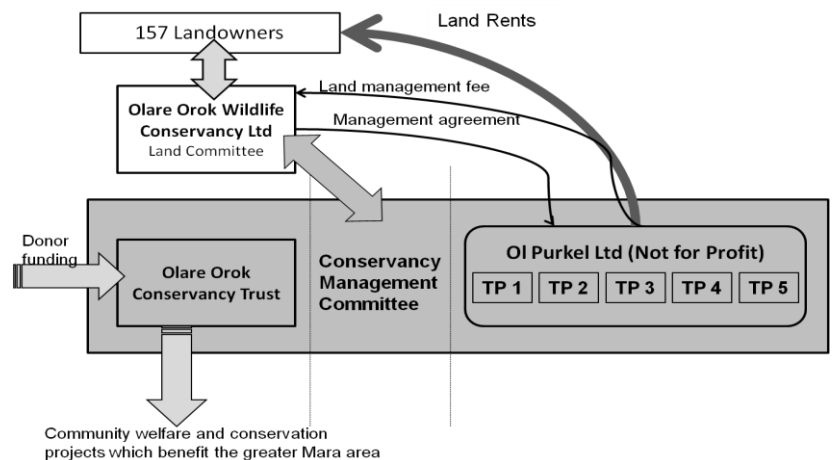 Land Rents
157 Landowners
Land management fee
Olare Orok Wildlife
Conservancy Ltd
Land Committee
Management agreement
Donor
funding
Olare Orok
Conservancy Trust
Conservancy
Management
Committee
Ol Purkel Ltd (Not for Profit)
TP 1 TP 2 TP 3 TP 4 TP 5
Community welfare and conservation
projects which benefit the greater Mara area